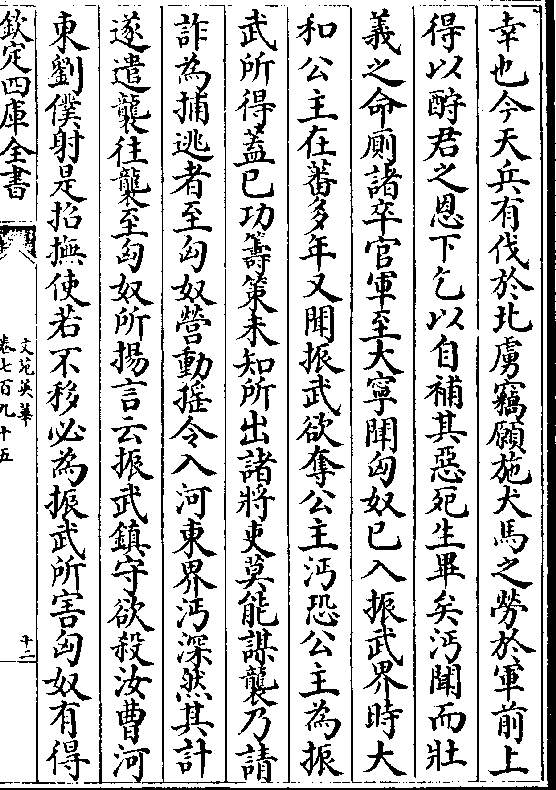 幸也今天兵有伐於北虜竊願施犬馬之勞於軍前上
得以酧君之恩下乞以自補其惡死生畢矣沔聞而壯
義之命厠諸卒官軍至大寧聞匈奴已入振武界時大
和公主在蕃多年又聞振武欲奪公主沔恐公主為振
武所得葢已功籌策未知所出諸將吏莫能謀襲乃請
詐為捕逃者至匈奴營動揺令入河東界沔深然其計
遂遣襲往襲至匈奴所揚言云振武鎮守欲殺汝曹河
東劉僕射是招撫使若不移必為振武所害匈奴有得
欽定四庫全書
文苑英華
卷七百九十五
十二